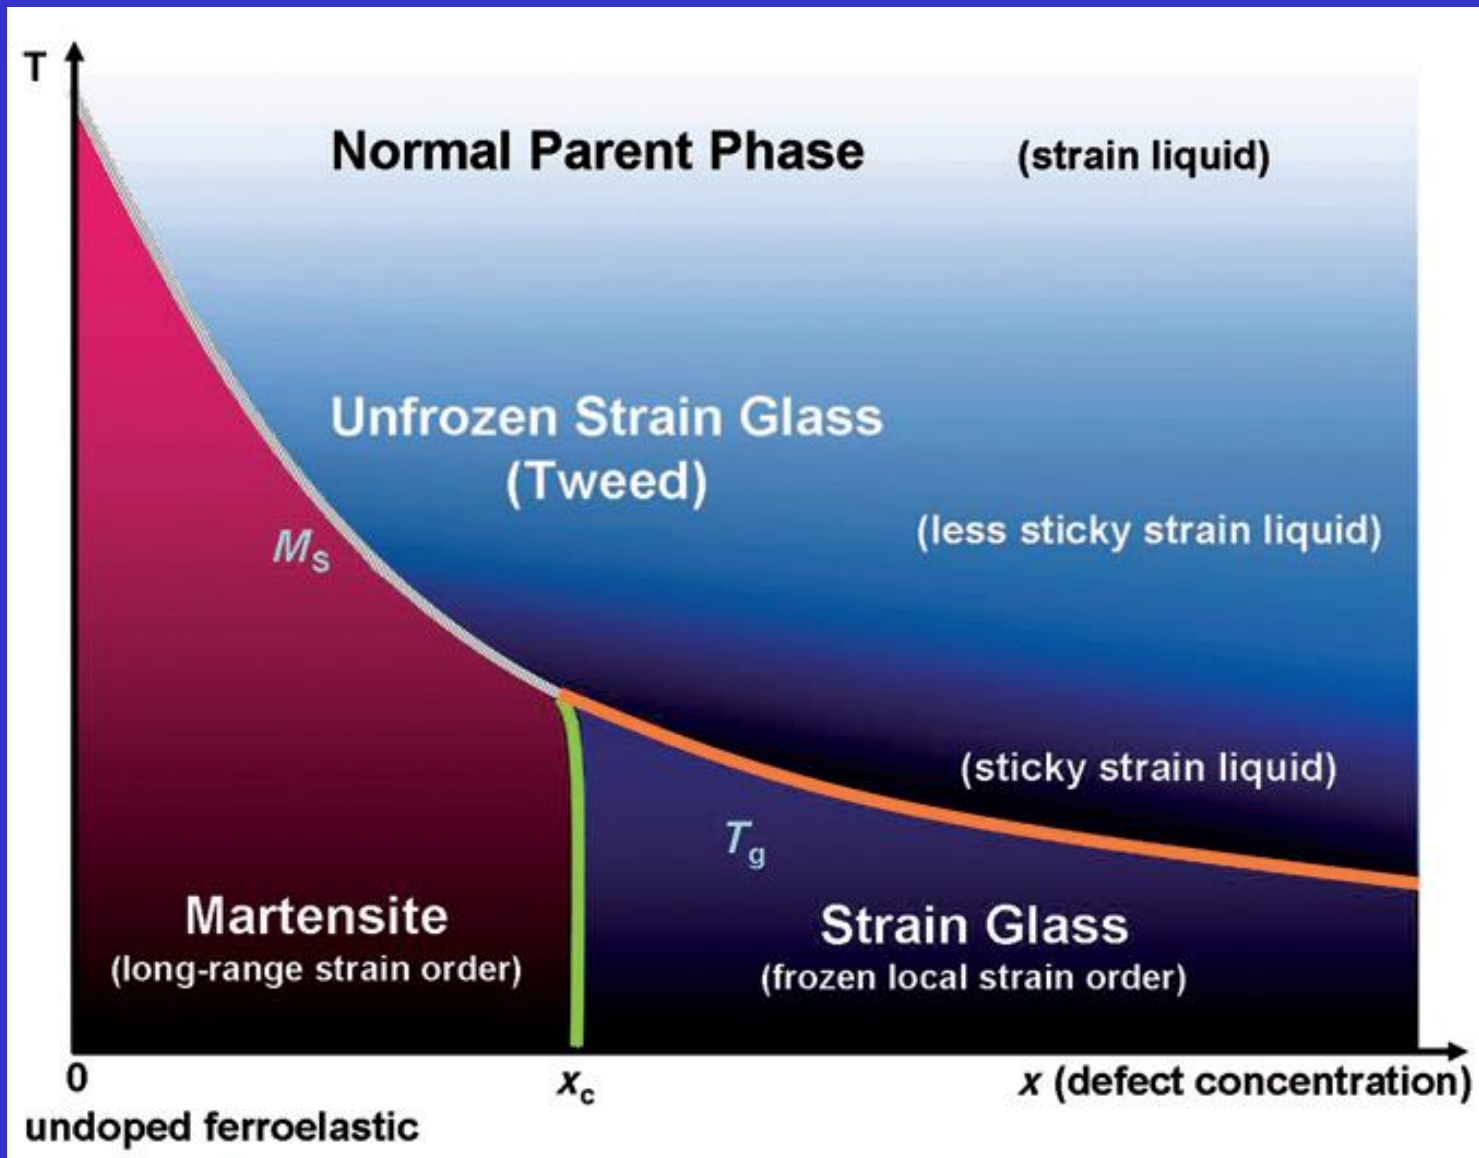 T
Normal Parent Phase
(strain liquid)
Unfrozen Strain Glass
(Tweed)
(less sticky strain liquid)
Ms
(sticky strain liquid)
Tg
Martensite
(long-range strain order)
Strain Glass
(frozen local strain order)
0
xc
x (defect concentration)
undoped ferroelastic